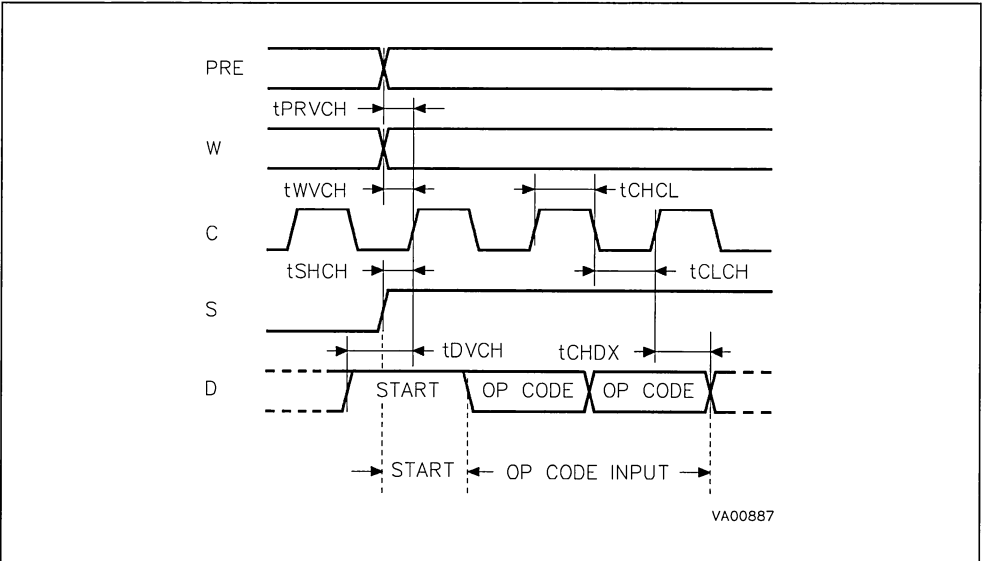 PRE
tPRVCH
W
tWVCH
tCHCL
C
tSHCH
tCLCH
S
tDVCH
tCHDX
D
START
OP CODE
OP CODE
START
OP CODE INPUT
VA00887